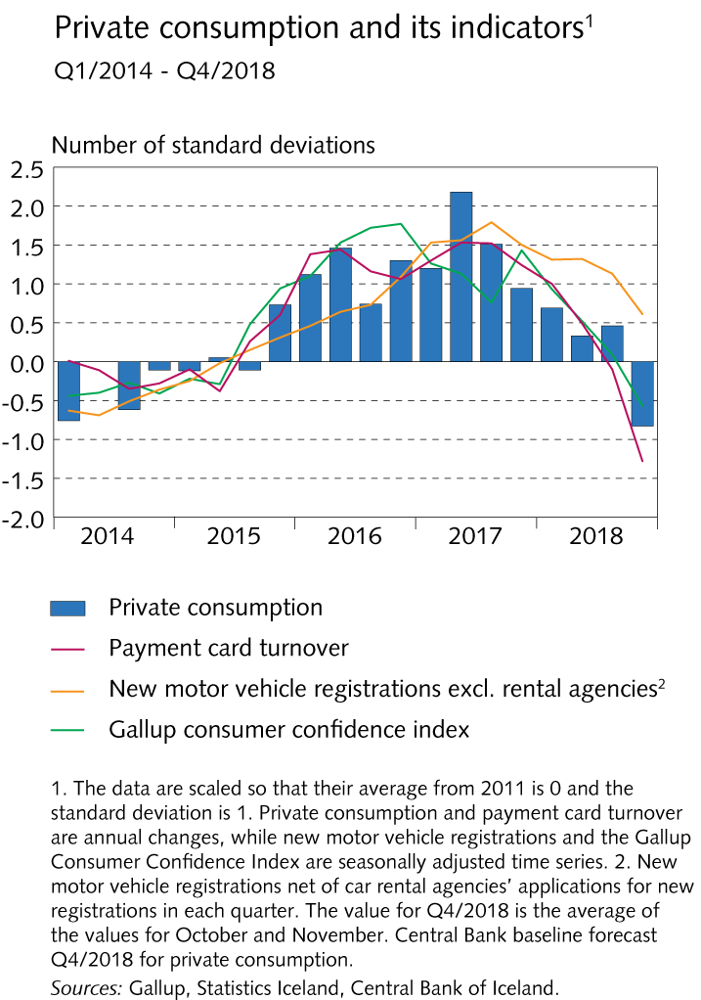 Private consumption and its indicators¹
Q1/2014 - Q4/2018
Number of standard deviations
2.5
2.0
1.5
1.0
0.5
0.0
-0.5
-1.0
-1.5
-2.0
2014 2015 2016 2017 2018
Private consumption
Payment card turnover
New motor vehicle registrations excl. rental agencies²
Gallup consumer confidence index
1. The data are scaled so that their average from 2011 is 0 and the
standard deviation is 1. Private consumption and payment card turnover
are annual changes, while new motor vehicle registrations and the Gallup
Consumer Confidence Index are seasonally adjusted time series. 2. New
motor vehicle registrations net of car rental agencies’ applications for new
registrations in each quarter. The value for Q4/2018 is the average of
the values for October and November. Central Bank baseline forecast
Q4/2018 for private consumption.
Sources: Gallup, Statistics Iceland, Central Bank of Iceland.